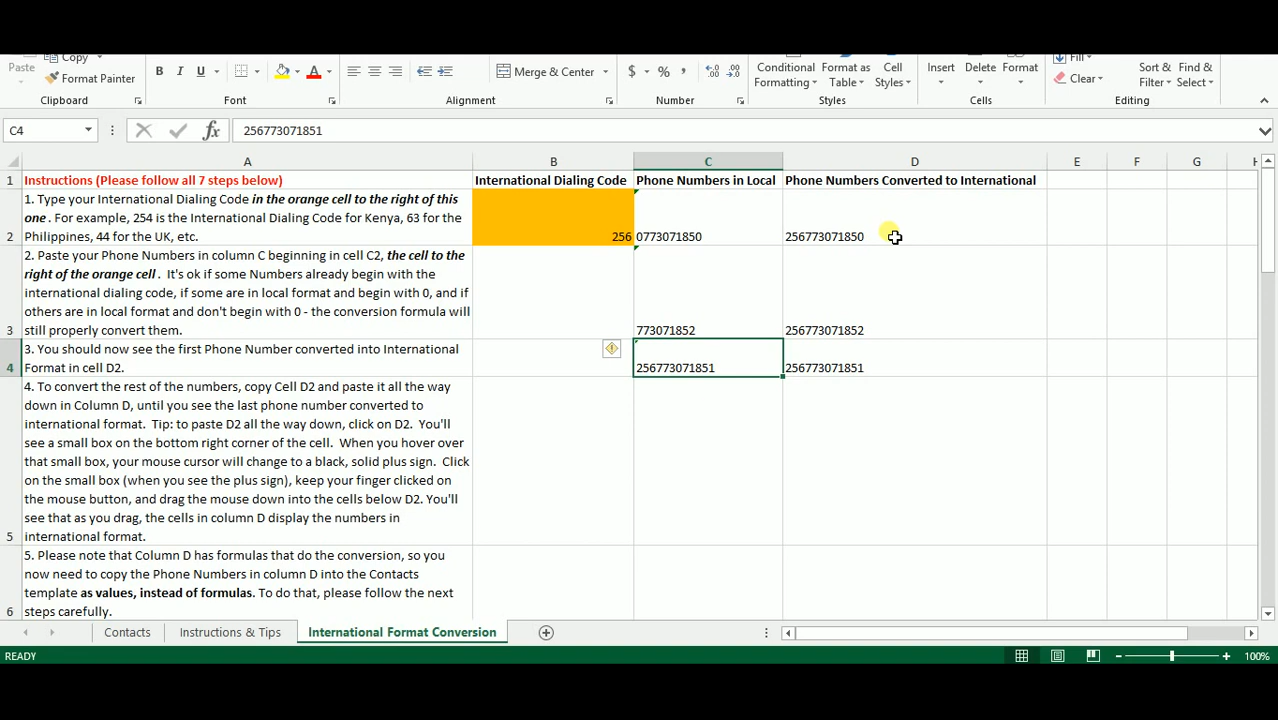 Copy
Fill
Paste
Format Painter
B I U
A
Merge & Center
$ % ,
.00
.00
Conditional Formatting
Format as Table
Cell Styles
Insert
Delete
Format
Clear
Sort & Filter
Find & Select
Clipboard
Font
Alignment
Number
Styles
Cells
Editing
C4
fx
256773071851
A B C D E F G H
1
Instructions (Please follow all 7 steps below)
International Dialing Code
Phone Numbers in Local
Phone Numbers Converted to International
1. Type your International Dialing Code in the orange cell to the right of this
one . For example, 254 is the International Dialing Code for Kenya, 63 for the
Philippines, 44 for the UK, etc.
2
256
0773071850
256773071850
2. Paste your Phone Numbers in column C beginning in cell C2, the cell to the
right of the orange cell . It's ok if some Numbers already begin with the
international dialing code, if some are in local format and begin with 0, and if
others are in local format and don't begin with 0 - the conversion formula will
still properly convert them.
3
773071852
256773071852
3. You should now see the first Phone Number converted into International
Format in cell D2.
4
256773071851
256773071851
4. To convert the rest of the numbers, copy Cell D2 and paste it all the way
down in Column D, until you see the last phone number converted to
international format. Tip: to paste D2 all the way down, click on D2. You'll
see a small box on the bottom right corner of the cell. When you hover over
that small box, your mouse cursor will change to a black, solid plus sign. Click
on the small box (when you see the plus sign), keep your finger clicked on
the mouse button, and drag the mouse down into the cells below D2. You'll
see that as you drag, the cells in column D display the numbers in
international format.
5
5. Please note that Column D has formulas that do the conversion, so you
now need to copy the Phone Numbers in column D into the Contacts
template as values, instead of formulas. To do that, please follow the next
steps carefully.
6
Contacts
Instructions & Tips
International Format Conversion
READY
100%